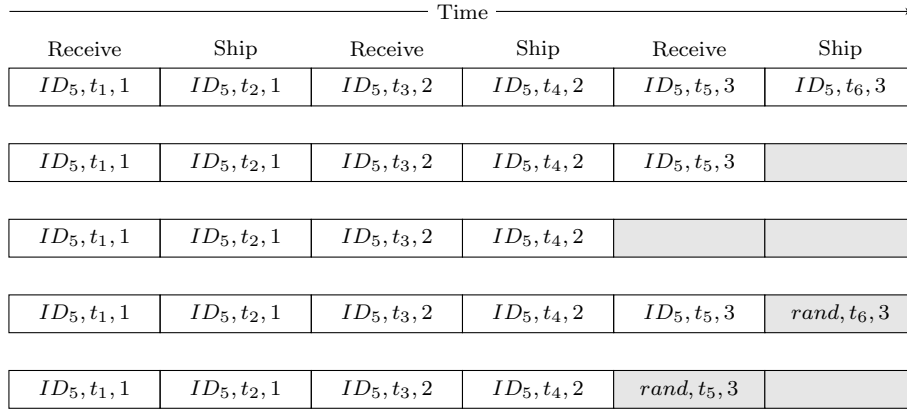 Time
Receive Ship Receive Ship Receive Ship
ID₅, t₁, 1 ID₅, t₂, 1 ID₅, t₃, 2 ID₅, t₄, 2 ID₅, t₅, 3 ID₅, t₆, 3
ID₅, t₁, 1 ID₅, t₂, 1 ID₅, t₃, 2 ID₅, t₄, 2 ID₅, t₅, 3
ID₅, t₁, 1 ID₅, t₂, 1 ID₅, t₃, 2 ID₅, t₄, 2
ID₅, t₁, 1 ID₅, t₂, 1 ID₅, t₃, 2 ID₅, t₄, 2 ID₅, t₅, 3 rand, t₆, 3
ID₅, t₁, 1 ID₅, t₂, 1 ID₅, t₃, 2 ID₅, t₄, 2 rand, t₅, 3